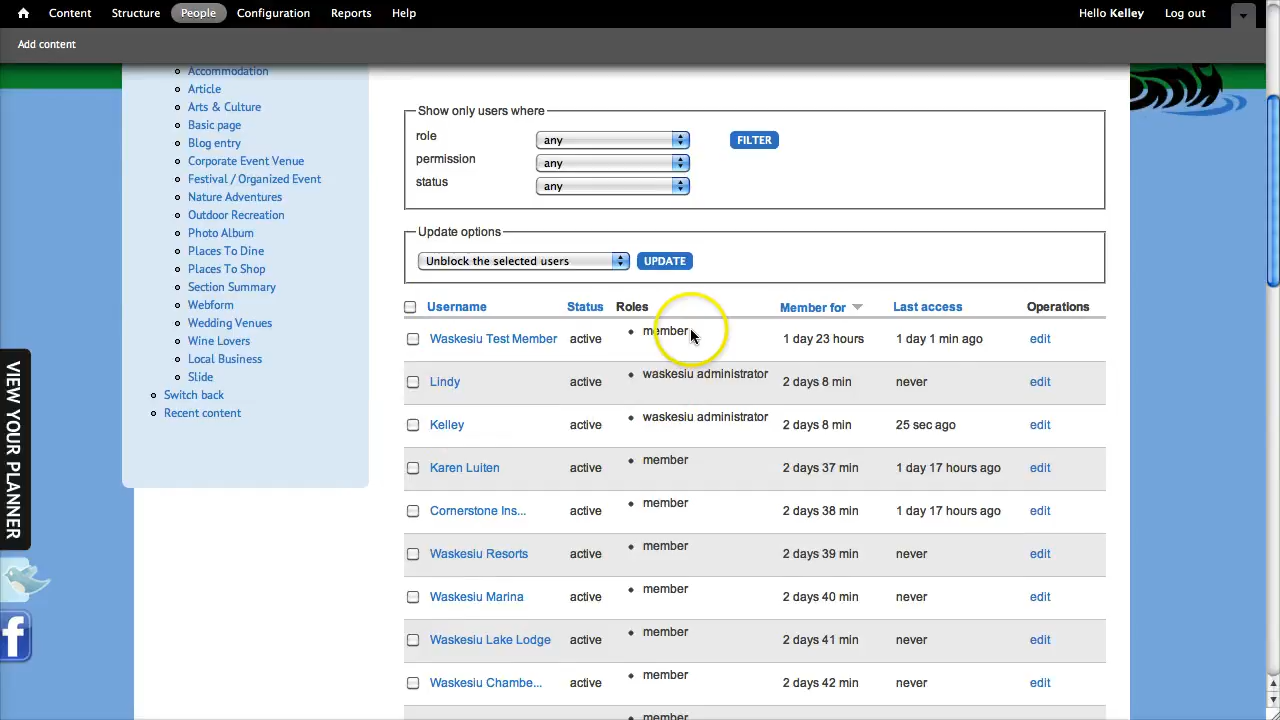 Content Structure People Configuration Reports Help Hello Kelley Log out
Add content
Accommodation
Article
Arts & Culture
Basic page
Blog entry
Corporate Event Venue
Festival / Organized Event
Nature Adventures
Outdoor Recreation
Photo Album
Places To Dine
Places To Shop
Section Summary
Webform
Wedding Venues
Wine Lovers
Local Business
Slide
Switch back
Recent content
VIEW YOUR PLANNER
Show only users where
role any FILTER
permission any
status any
Update options
Unblock the selected users UPDATE
Username Status Roles Member for Last access Operations
Waskesiu Test Member active member 1 day 23 hours 1 day 1 min ago edit
Lindy active waskesiu administrator 2 days 8 min never edit
Kelley active waskesiu administrator 2 days 8 min 25 sec ago edit
Karen Luiten active member 2 days 37 min 1 day 17 hours ago edit
Cornerstone Ins... active member 2 days 38 min 1 day 17 hours ago edit
Waskesiu Resorts active member 2 days 39 min never edit
Waskesiu Marina active member 2 days 40 min never edit
Waskesiu Lake Lodge active member 2 days 41 min never edit
Waskesiu Chambe... active member 2 days 42 min never edit
member